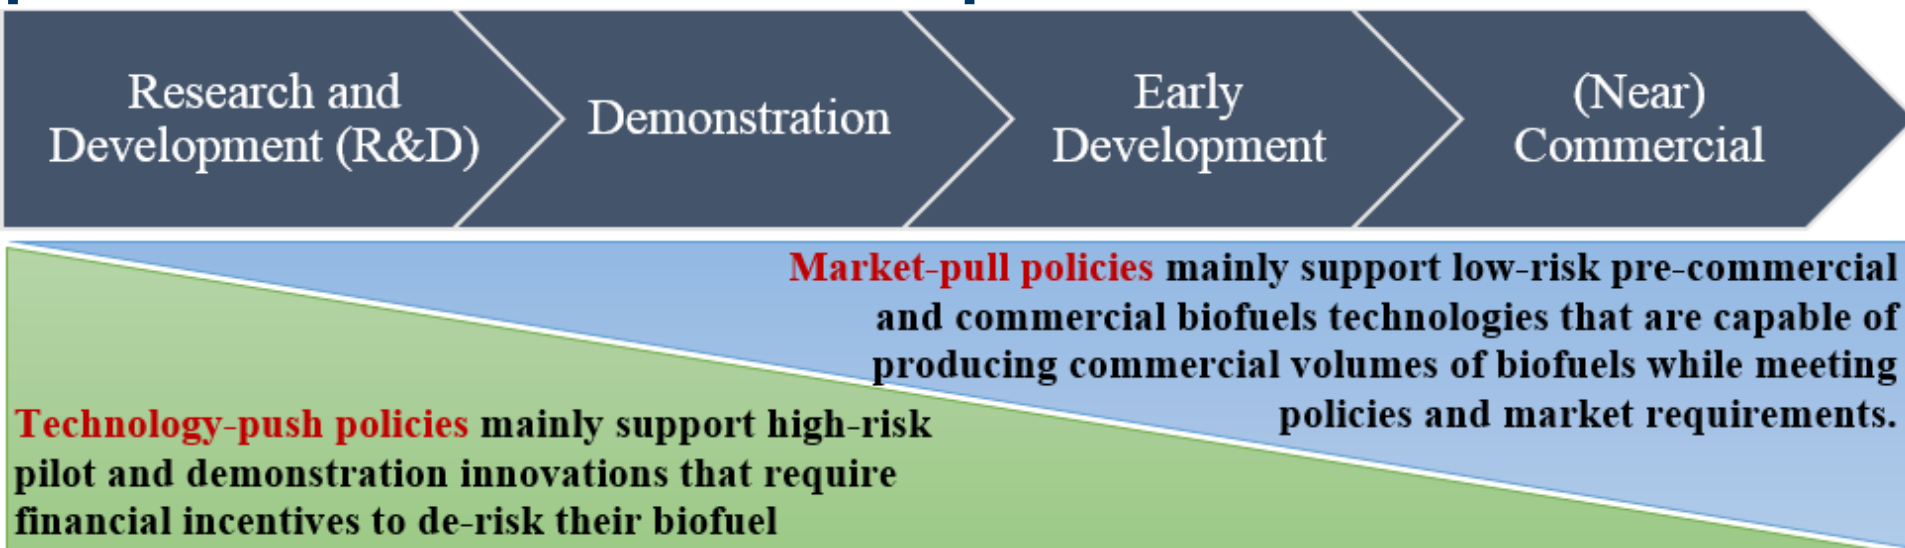 Research and
Development (R&D)
Demonstration
Early
Development
(Near)
Commercial
Market-pull policies mainly support low-risk pre-commercial
and commercial biofuels technologies that are capable of
producing commercial volumes of biofuels while meeting
policies and market requirements.
Technology-push policies mainly support high-risk
pilot and demonstration innovations that require
financial incentives to de-risk their biofuel